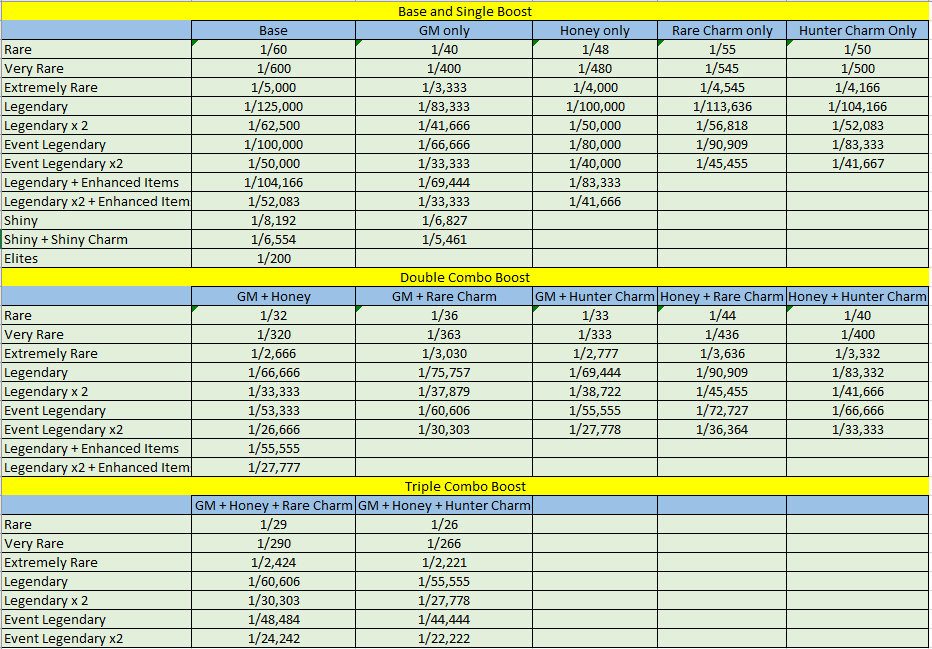 Base and Single Boost
Base GM only Honey only Rare Charm only Hunter Charm Only
Rare 1/60 1/40 1/48 1/55 1/50
Very Rare 1/600 1/400 1/480 1/545 1/500
Extremely Rare 1/5,000 1/3,333 1/4,000 1/4,545 1/4,166
Legendary 1/125,000 1/83,333 1/100,000 1/113,636 1/104,166
Legendary x 2 1/62,500 1/41,666 1/50,000 1/56,818 1/52,083
Event Legendary 1/100,000 1/66,666 1/80,000 1/90,909 1/83,333
Event Legendary x2 1/50,000 1/33,333 1/40,000 1/45,455 1/41,667
Legendary + Enhanced Items 1/104,166 1/69,444 1/83,333
Legendary x2 + Enhanced Item 1/52,083 1/33,333 1/41,666
Shiny 1/8,192 1/6,827
Shiny + Shiny Charm 1/6,554 1/5,461
Elites 1/200
Double Combo Boost
GM + Honey GM + Rare Charm GM + Hunter Charm Honey + Rare Charm Honey + Hunter Charm
Rare 1/32 1/36 1/33 1/44 1/40
Very Rare 1/320 1/363 1/333 1/436 1/400
Extremely Rare 1/2,666 1/3,030 1/2,777 1/3,636 1/3,332
Legendary 1/66,666 1/75,757 1/69,444 1/90,909 1/83,332
Legendary x 2 1/33,333 1/37,879 1/38,722 1/45,455 1/41,666
Event Legendary 1/53,333 1/60,606 1/55,555 1/72,727 1/66,666
Event Legendary x2 1/26,666 1/30,303 1/27,778 1/36,364 1/33,333
Legendary + Enhanced Items 1/55,555
Legendary x2 + Enhanced Item 1/27,777
Triple Combo Boost
GM + Honey + Rare Charm GM + Honey + Hunter Charm
Rare 1/29 1/26
Very Rare 1/290 1/266
Extremely Rare 1/2,424 1/2,221
Legendary 1/60,606 1/55,555
Legendary x 2 1/30,303 1/27,778
Event Legendary 1/48,484 1/44,444
Event Legendary x2 1/24,242 1/22,222